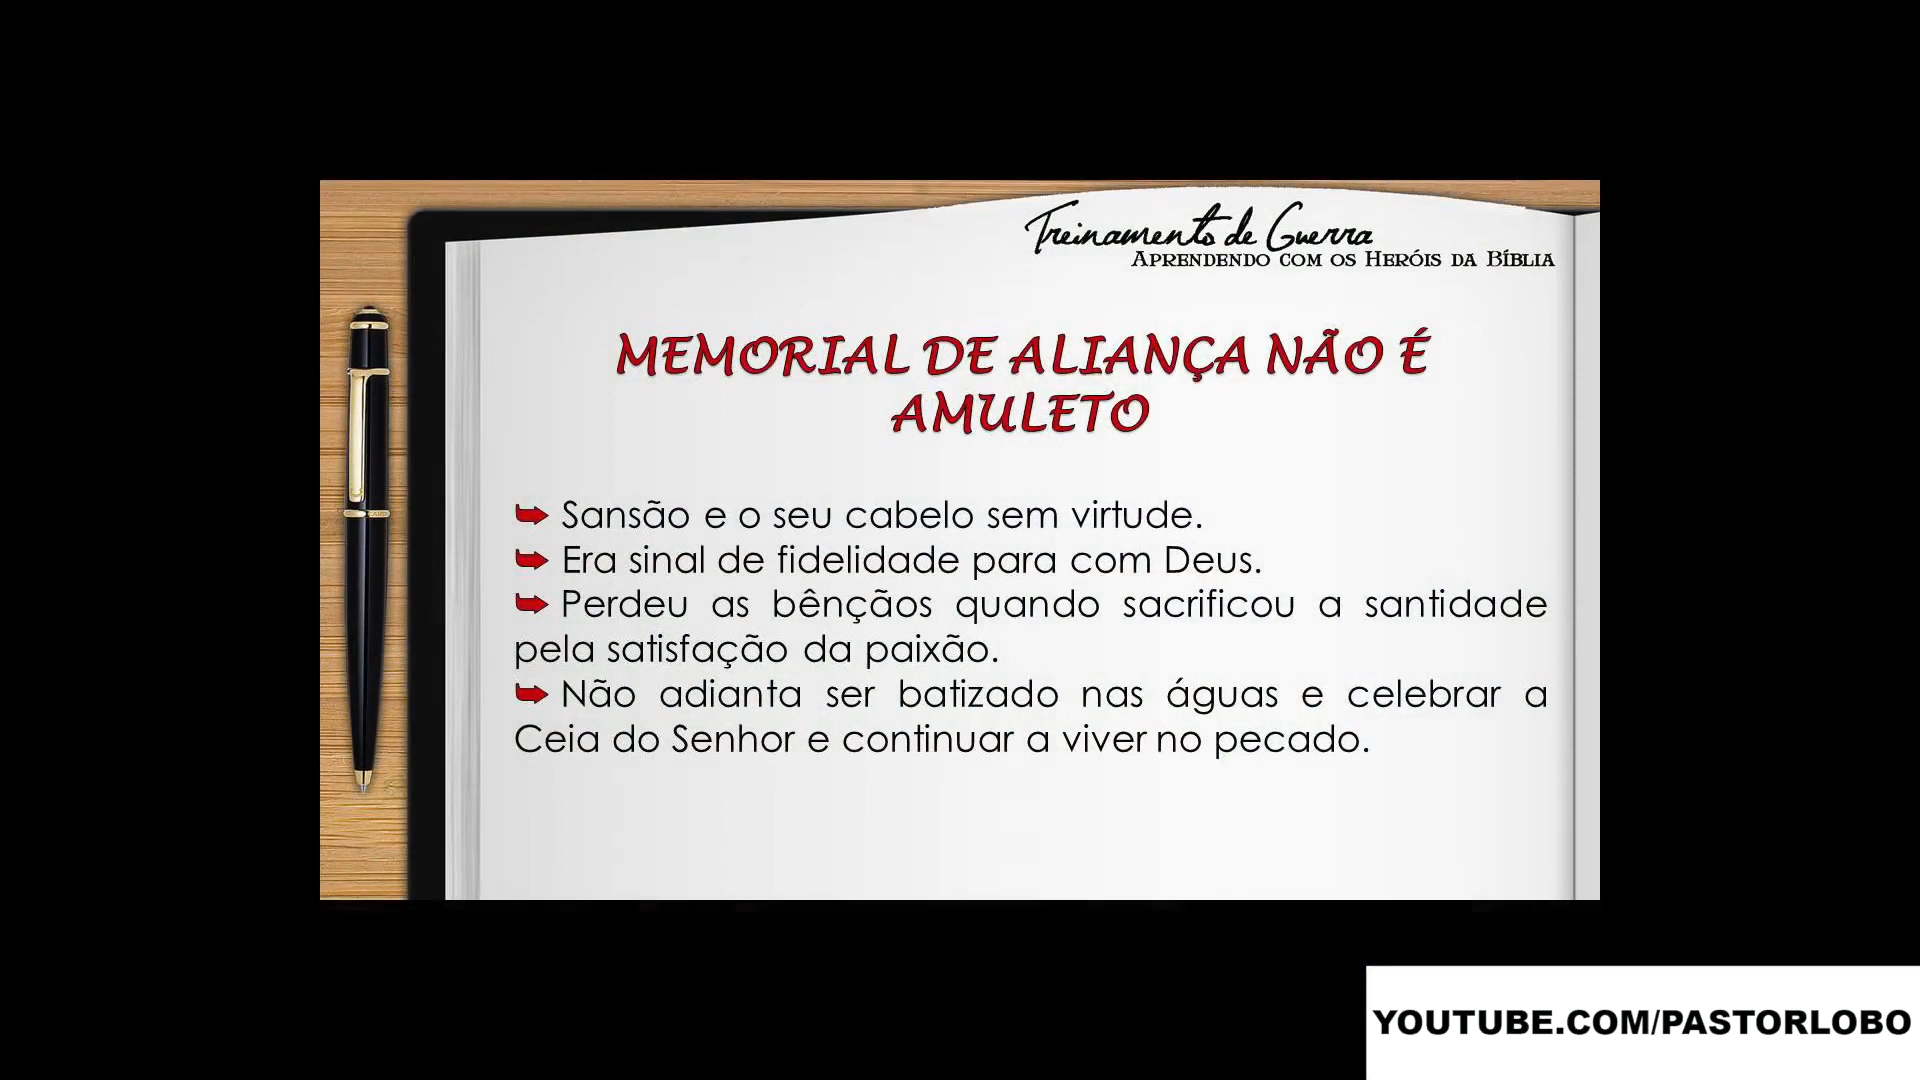 Treinamento de Guerra
Aprendendo com os Heróis da Bíblia
MEMORIAL DE ALIANÇA NÃO É
AMULETO
Sansão e o seu cabelo sem virtude.
Era sinal de fidelidade para com Deus.
Perdeu as bênçãos quando sacrificou a santidade
pela satisfação da paixão.
Não adianta ser batizado nas águas e celebrar a
Ceia do Senhor e continuar a viver no pecado.
YOUTUBE.COM/PASTORLOBO